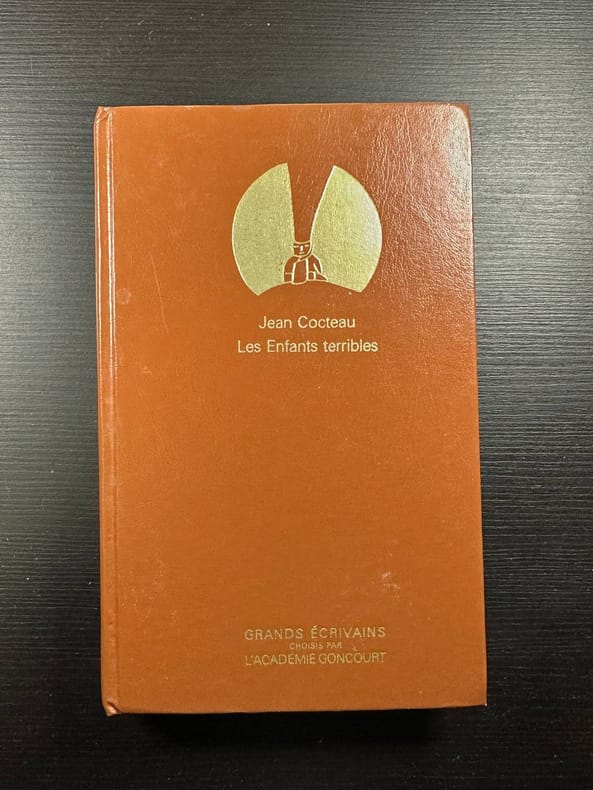 Jean Cocteau
Les Enfants terribles
GRANDS ÉCRIVAINS
CHOISIS PAR
L'ACADÉMIE GONCOURT